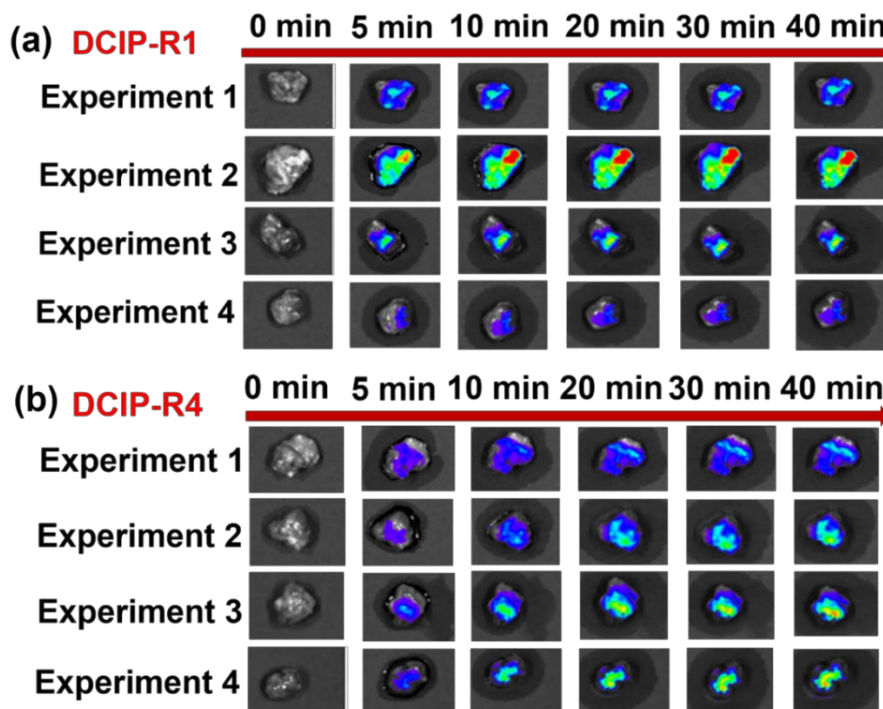 (a) DCIP-R1 0 min 5 min 10 min 20 min 30 min 40 min
Experiment 1
Experiment 2
Experiment 3
Experiment 4
(b) DCIP-R4 0 min 5 min 10 min 20 min 30 min 40 min
Experiment 1
Experiment 2
Experiment 3
Experiment 4